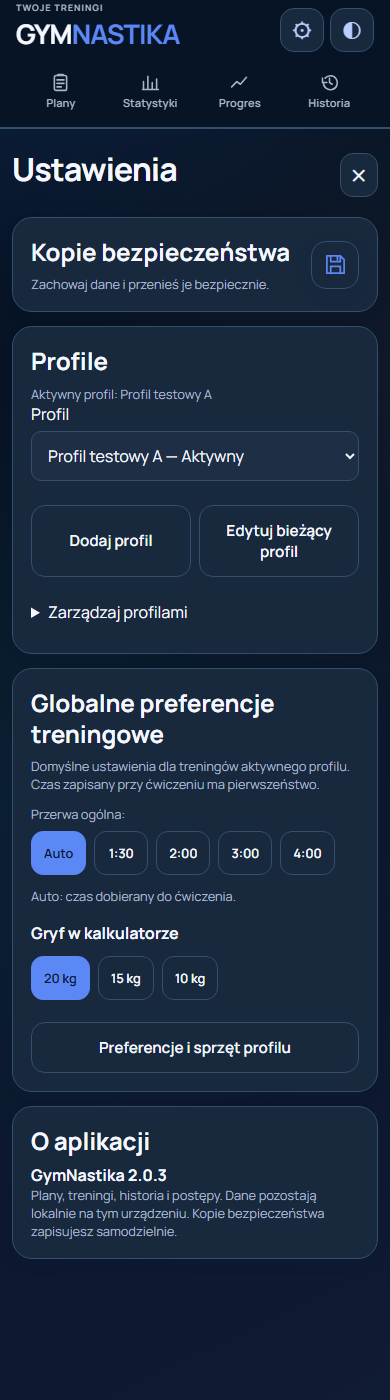 TWOJE TRENINGI
GYMNASTIKA
Plany
Statystyki
Progres
Historia
Ustawienia
Kopie bezpieczeństwa
Zachowaj dane i przenieś je bezpiecznie.
Profile
Aktywny profil: Profil testowy A
Profil
Profil testowy A — Aktywny
Dodaj profil
Edytuj bieżący
profil
Zarządzaj profilami
Globalne preferencje
treningowe
Domyślne ustawienia dla treningów aktywnego profilu.
Czas zapisany przy ćwiczeniu ma pierwszeństwo.
Przerwa ogólna:
Auto
1:30
2:00
3:00
4:00
Auto: czas dobierany do ćwiczenia.
Gryf w kalkulatorze
20 kg
15 kg
10 kg
Preferencje i sprzęt profilu
O aplikacji
GymNastika 2.0.3
Plany, treningi, historia i postępy. Dane pozostają
lokalnie na tym urządzeniu. Kopie bezpieczeństwa
zapisujesz samodzielnie.